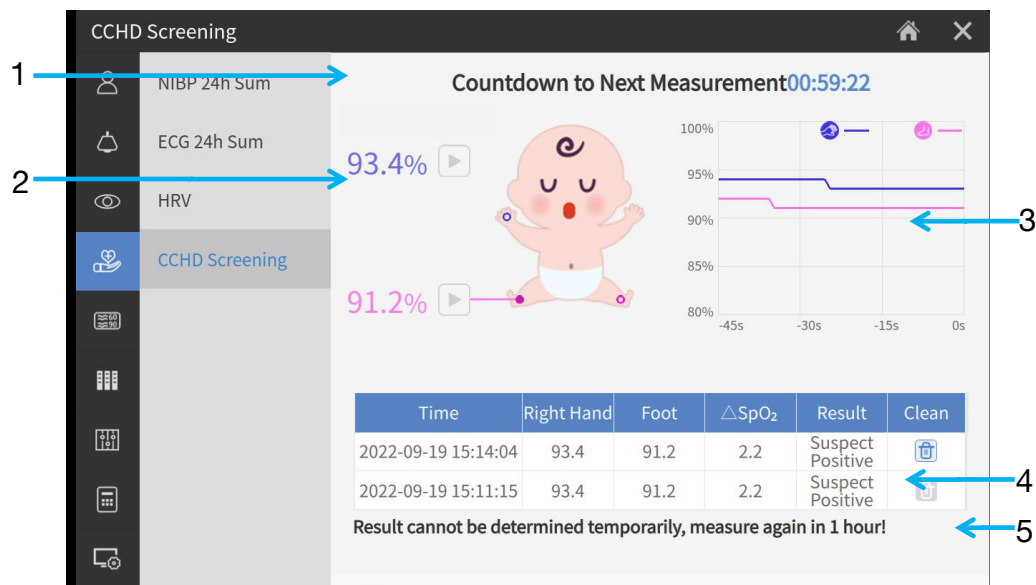 CCHD Screening
1
NIBP 24h Sum
Countdown to Next Measurement00:59:22
ECG 24h Sum
2
HRV
CCHD Screening
93.4%
91.2%
100%
95%
90%
85%
80%
-45s -30s -15s 0s
3
Time Right Hand Foot △SpO₂ Result Clean
2022-09-19 15:14:04 93.4 91.2 2.2 Suspect Positive
2022-09-19 15:11:15 93.4 91.2 2.2 Suspect Positive
4
Result cannot be determined temporarily, measure again in 1 hour!
5